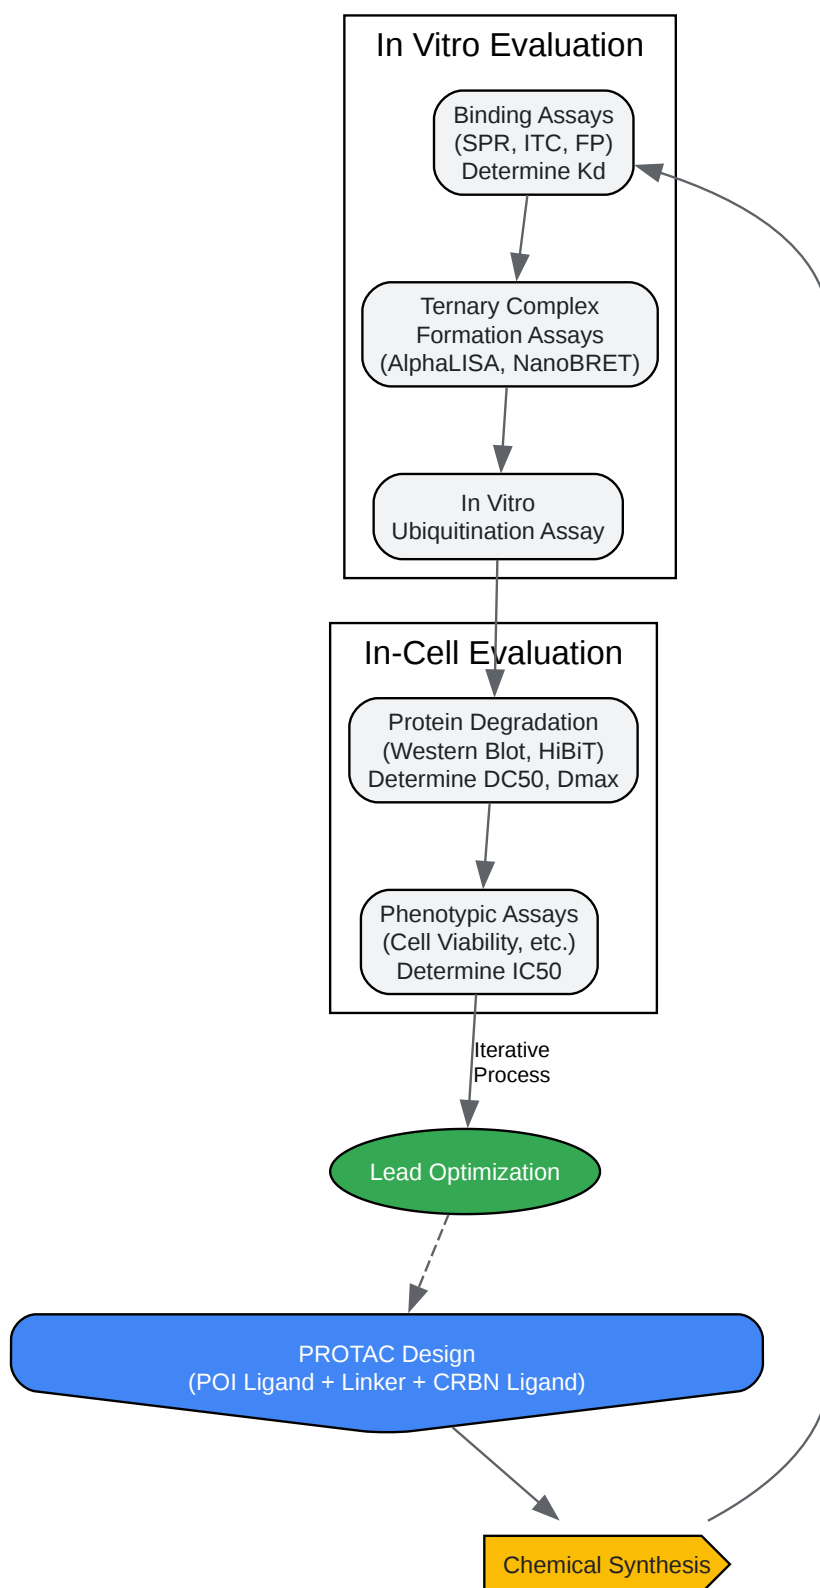 In Vitro Evaluation
Binding Assays
(SPR, ITC, FP)
Determine Kd
Ternary Complex
Formation Assays
(AlphaLISA, NanoBRET)
In Vitro
Ubiquitination Assay
In-Cell Evaluation
Protein Degradation
(Western Blot, HiBiT)
Determine DC50, Dmax
Phenotypic Assays
(Cell Viability, etc.)
Determine IC50
Iterative
Process
Lead Optimization
PROTAC Design
(POI Ligand + Linker + CRBN Ligand)
Chemical Synthesis